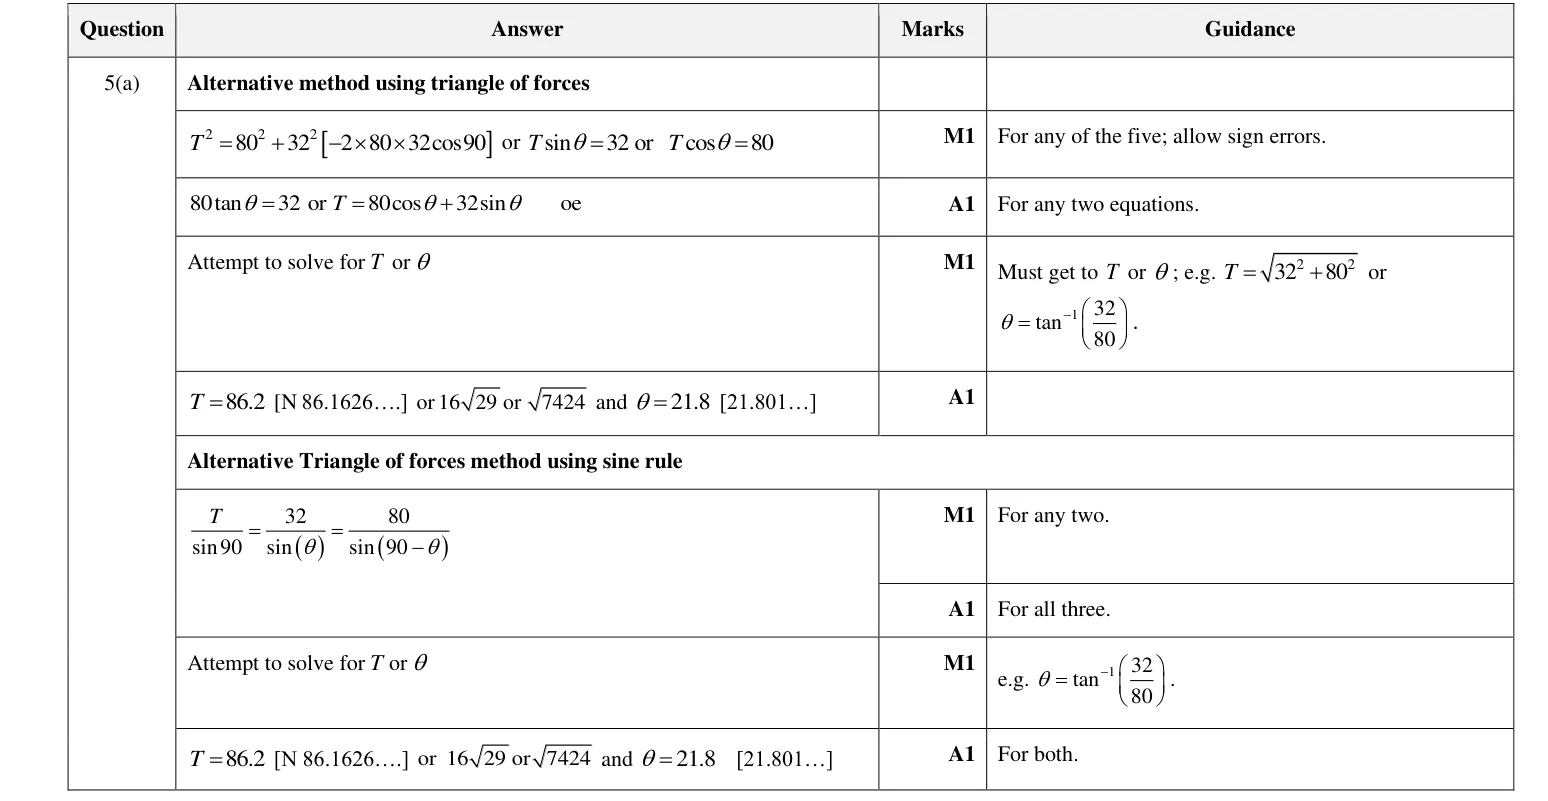 Question Answer Marks Guidance
5(a) Alternative method using triangle of forces
T² = 80² + 32² [−2×80×32cos90] or T sin θ = 32 or T cos θ = 80 M1 For any of the five; allow sign errors.
80 tan θ = 32 or T = 80cos θ + 32sin θ oe A1 For any two equations.
Attempt to solve for T or θ M1 Must get to T or θ; e.g. T = √(32² + 80²) or
θ = tan⁻¹(32/80).
T = 86.2 [N 86.1626….] or 16√29 or √7424 and θ = 21.8 [21.801…] A1
Alternative Triangle of forces method using sine rule
T/sin90 = 32/sin(θ) = 80/sin(90 − θ) M1 For any two.
A1 For all three.
Attempt to solve for T or θ M1 e.g. θ = tan⁻¹(32/80).
T = 86.2 [N 86.1626….] or 16√29 or √7424 and θ = 21.8 [21.801…] A1 For both.